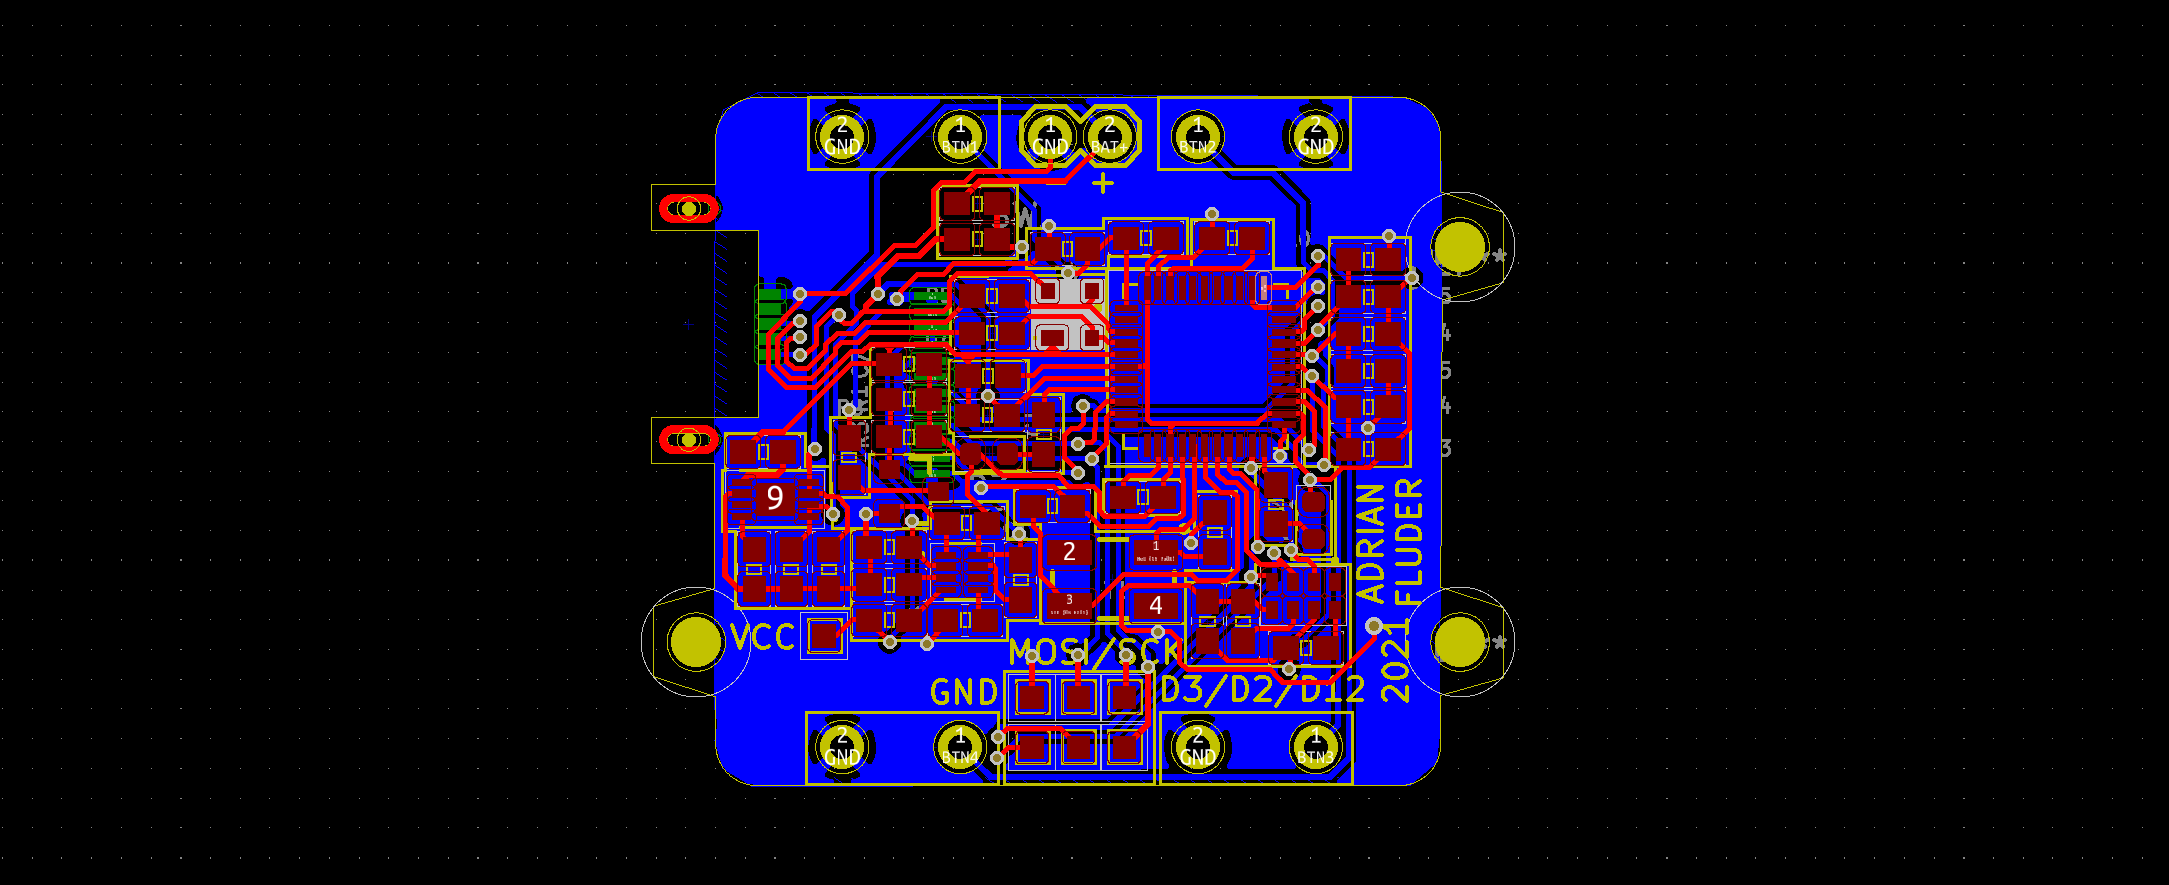 2 GND
1 BTN1
1 GND
2 BAT+
1 BTN2
2 GND
+
*
5
4
5
4
3
9
2
1
3
4
ADRIAN
FLUDER
2021
VCC
MOSI/SCK
*
GND
D3/D2/D12
2 GND
1 BTN4
2 GND
1 BTN3